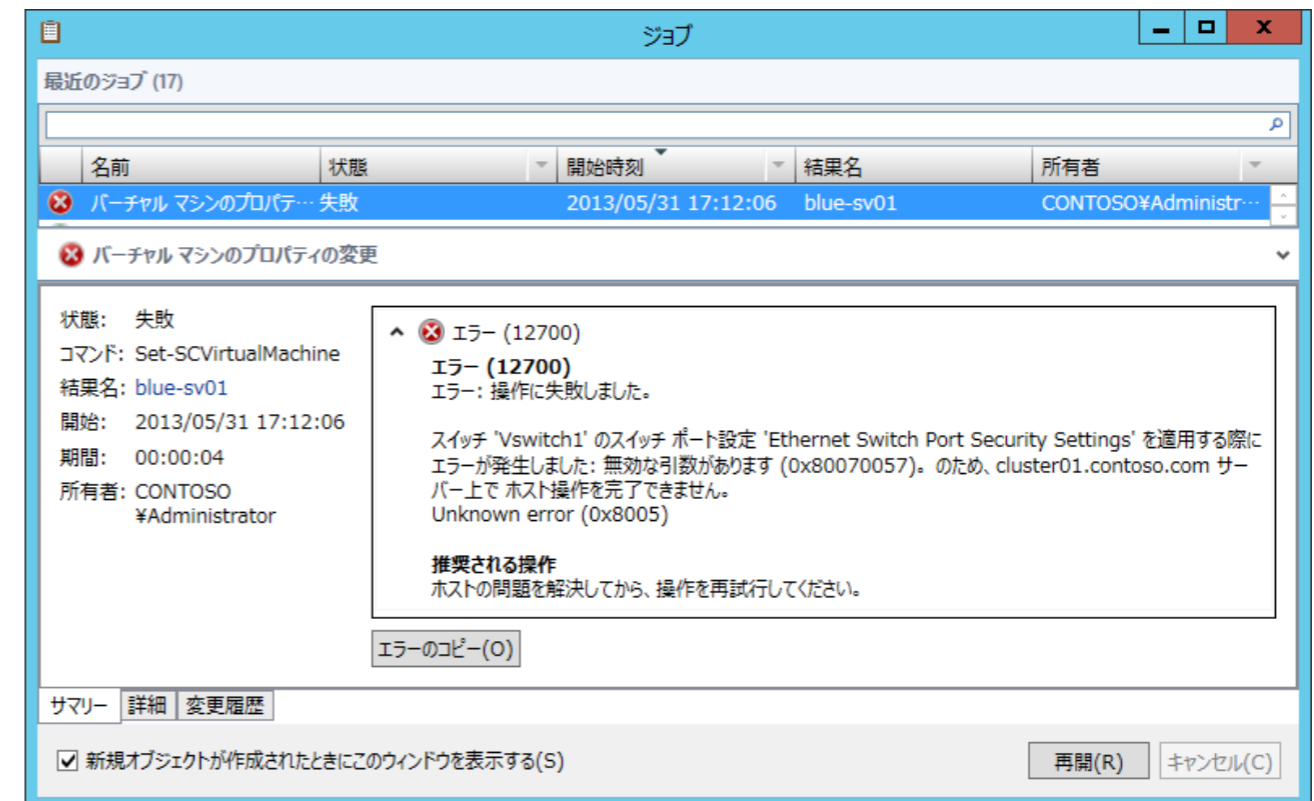 ジョブ
最近のジョブ (17)
名前 状態 開始時刻 結果名 所有者
バーチャル マシンのプロパテ… 失敗 2013/05/31 17:12:06 blue-sv01 CONTOSO¥Administr…
バーチャル マシンのプロパティの変更
状態: 失敗
コマンド: Set-SCVirtualMachine
結果名: blue-sv01
開始: 2013/05/31 17:12:06
期間: 00:00:04
所有者: CONTOSO
¥Administrator
エラー (12700)
エラー (12700)
エラー: 操作に失敗しました。
スイッチ 'Vswitch1' のスイッチ ポート設定 'Ethernet Switch Port Security Settings' を適用する際に
エラーが発生しました: 無効な引数があります (0x80070057)。のため、cluster01.contoso.com サー
バー上で ホスト操作を完了できません。
Unknown error (0x8005)
推奨される操作
ホストの問題を解決してから、操作を再試行してください。
エラーのコピー(O)
サマリー 詳細 変更履歴
新規オブジェクトが作成されたときにこのウィンドウを表示する(S)
再開(R) キャンセル(C)